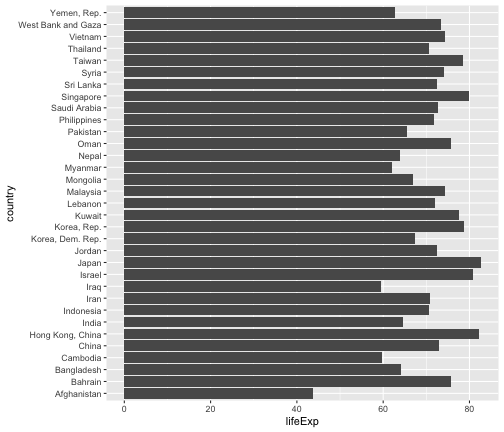 Yemen, Rep.
West Bank and Gaza
Vietnam
Thailand
Taiwan
Syria
Sri Lanka
Singapore
Saudi Arabia
Philippines
Pakistan
Oman
Nepal
Myanmar
Mongolia
Malaysia
Lebanon
Kuwait
Korea, Rep.
Korea, Dem. Rep.
Jordan
Japan
Israel
Iraq
Iran
Indonesia
India
Hong Kong, China
China
Cambodia
Bangladesh
Bahrain
Afghanistan
country
0 20 40 60 80
lifeExp